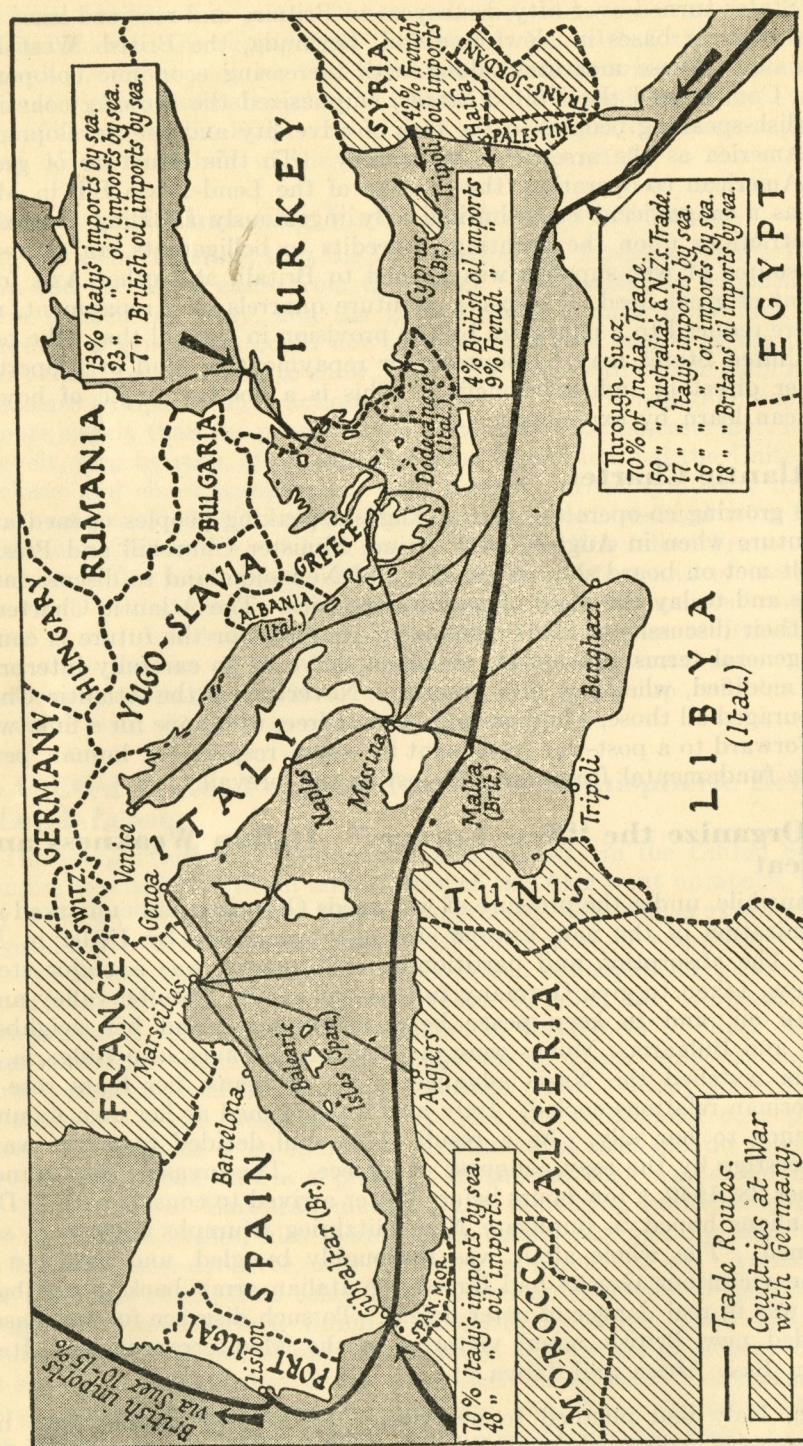 British imports
via Suez 10-15%
FRANCE
SWITZ.
GERMANY
HUNGARY
RUMANIA
13% Italy's imports by sea.
23 " " oil imports by sea.
7 " British oil imports by sea.
Marseilles
Genoa
Venice
YUGO-SLAVIA
BULGARIA
Lisbon
PORTUGAL
SPAIN
Barcelona
Balearic
Isles (Span.)
ITALY
Naples
ALBANIA
(Ital.)
GREECE
TURKEY
Gibraltar (Br.)
SPAN. MOR.
Algiers
Messina
Malta
(Brit.)
Dodecanese
(Ital.)
Cyprus
(Br.)
SYRIA
42% French
oil imports
Tripoli
Haifa
TRANS-JORDAN
PALESTINE
4% British oil imports
9% French " "
70% Italy's imports by sea.
48 " " oil imports.
MOROCCO
ALGERIA
TUNIS
Tripoli
Benghazi
LIBYA
(Ital.)
EGYPT
Through Suez
70% of India's Trade
50 " " Australia's & N.Z's. Trade.
17 " " Italy's imports by sea.
16 " " " oil imports by sea.
18 " " Britains oil imports by sea
Trade Routes.
Countries at War
with Germany.